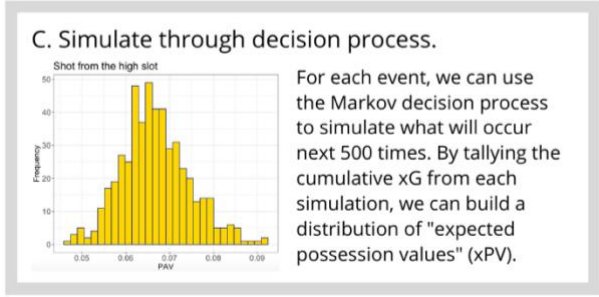 C. Simulate through decision process.
Shot from the high slot
50
40
30
20
10
0
Frequency
0.05 0.06 0.07 0.08 0.09
PAV
For each event, we can use
the Markov decision process
to simulate what will occur
next 500 times. By tallying the
cumulative xG from each
simulation, we can build a
distribution of "expected
possession values" (xPV).